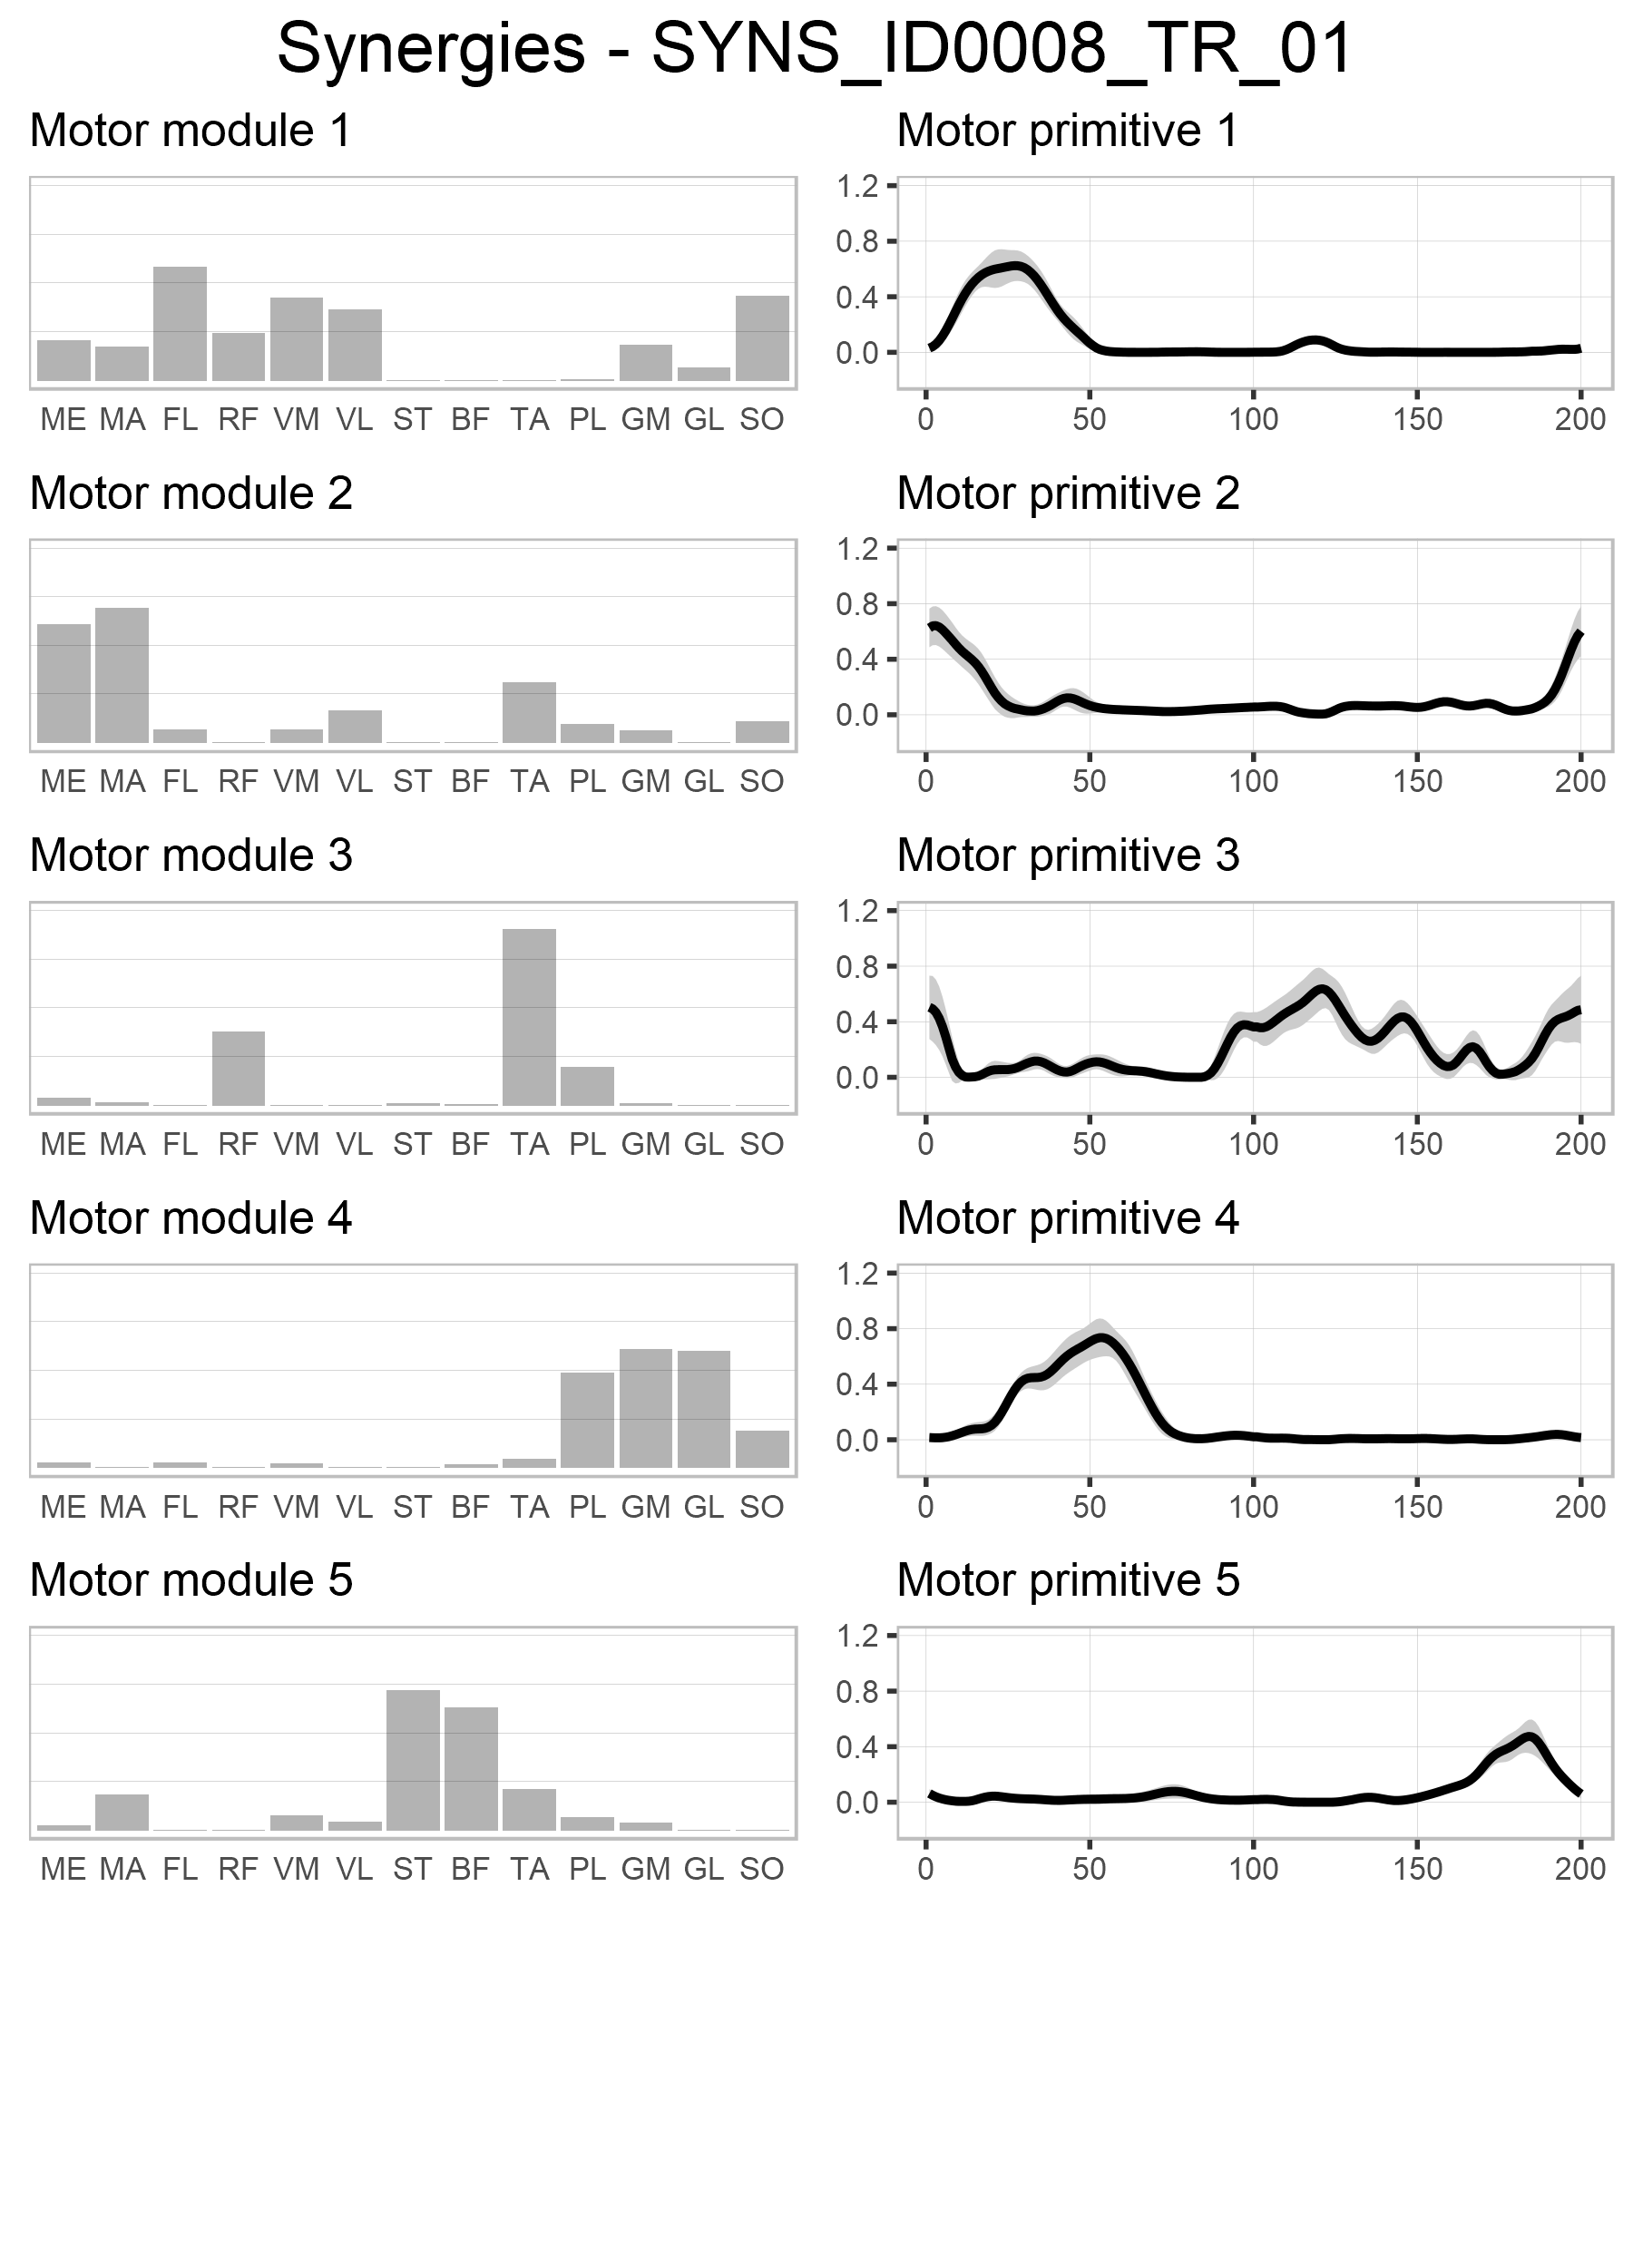 Synergies - SYNS_ID0008_TR_01
Motor module 1
ME MA FL RF VM VL ST BF TA PL GM GL SO
Motor primitive 1
1.2
0.8
0.4
0.0
0 50 100 150 200
Motor module 2
ME MA FL RF VM VL ST BF TA PL GM GL SO
Motor primitive 2
1.2
0.8
0.4
0.0
0 50 100 150 200
Motor module 3
ME MA FL RF VM VL ST BF TA PL GM GL SO
Motor primitive 3
1.2
0.8
0.4
0.0
0 50 100 150 200
Motor module 4
ME MA FL RF VM VL ST BF TA PL GM GL SO
Motor primitive 4
1.2
0.8
0.4
0.0
0 50 100 150 200
Motor module 5
ME MA FL RF VM VL ST BF TA PL GM GL SO
Motor primitive 5
1.2
0.8
0.4
0.0
0 50 100 150 200